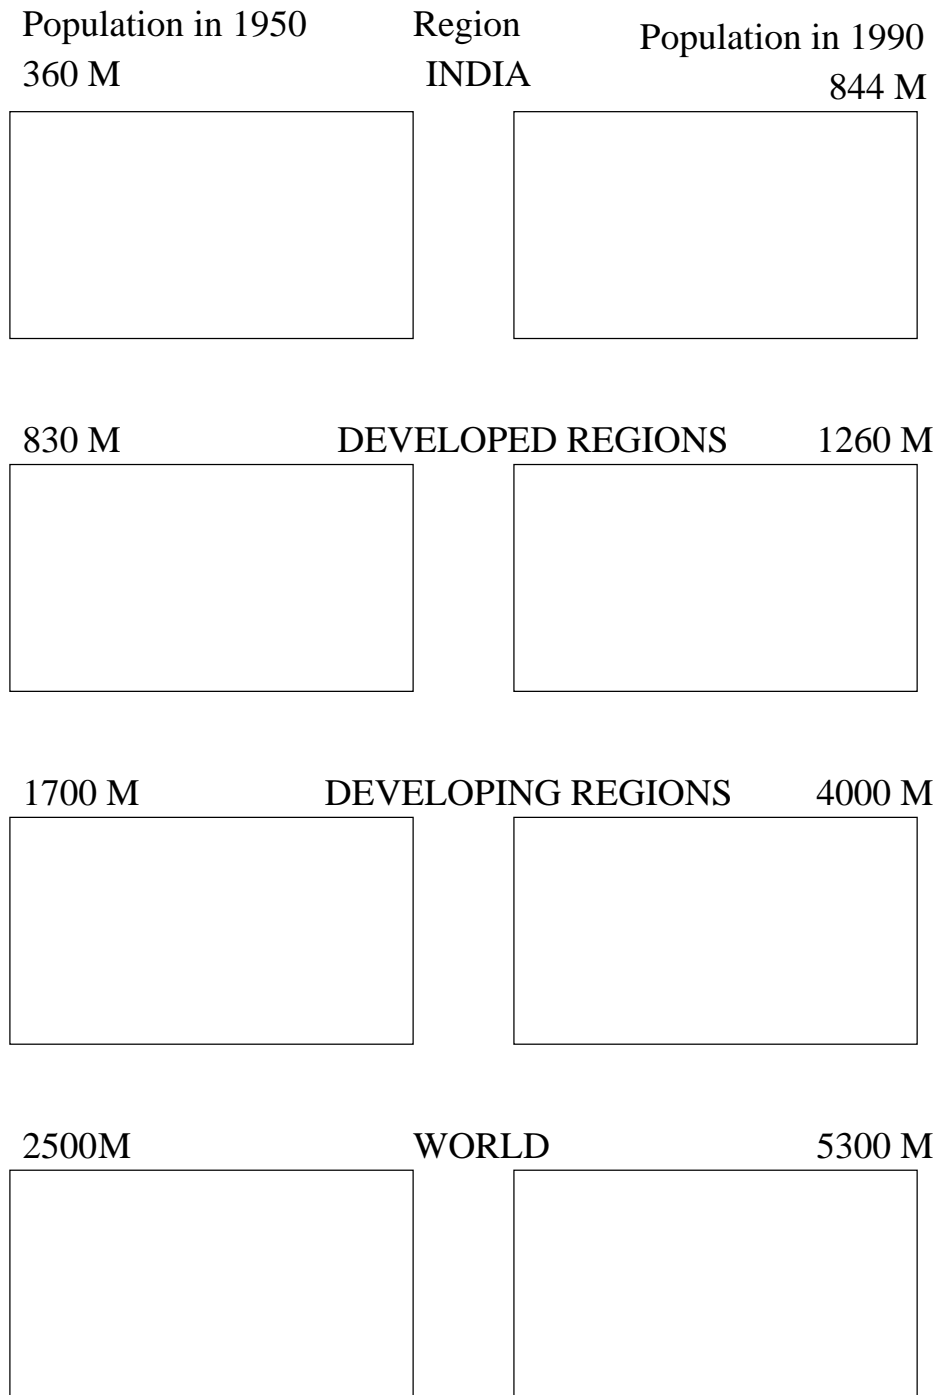 Population in 1950 Region Population in 1990
360 M INDIA 844 M
830 M DEVELOPED REGIONS 1260 M
1700 M DEVELOPING REGIONS 4000 M
2500M WORLD 5300 M